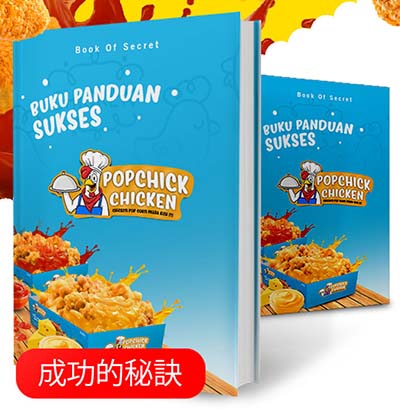 Book Of Secret
BUKU PANDUAN
SUKSES
POPCHICK
CHICKEN
Book Of Secret
BUKU PANDUAN
SUKSES
POPCHICK
CHICKEN
成功的秘訣